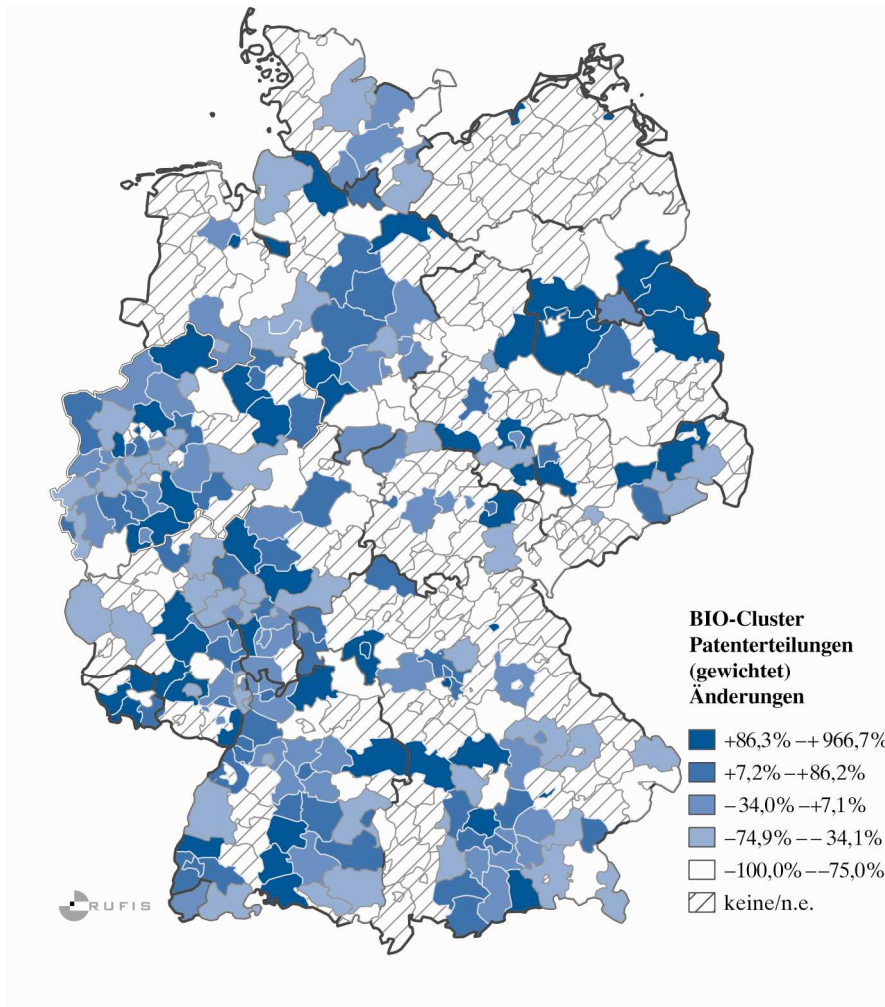 BIO-Cluster
Patenterteilungen
(gewichtet)
Änderungen
+86,3% –+ 966,7%
+7,2% –+86,2%
–34,0% –+7,1%
–74,9% –– 34,1%
–100,0% ––75,0%
keine/n.e.
RUFIS